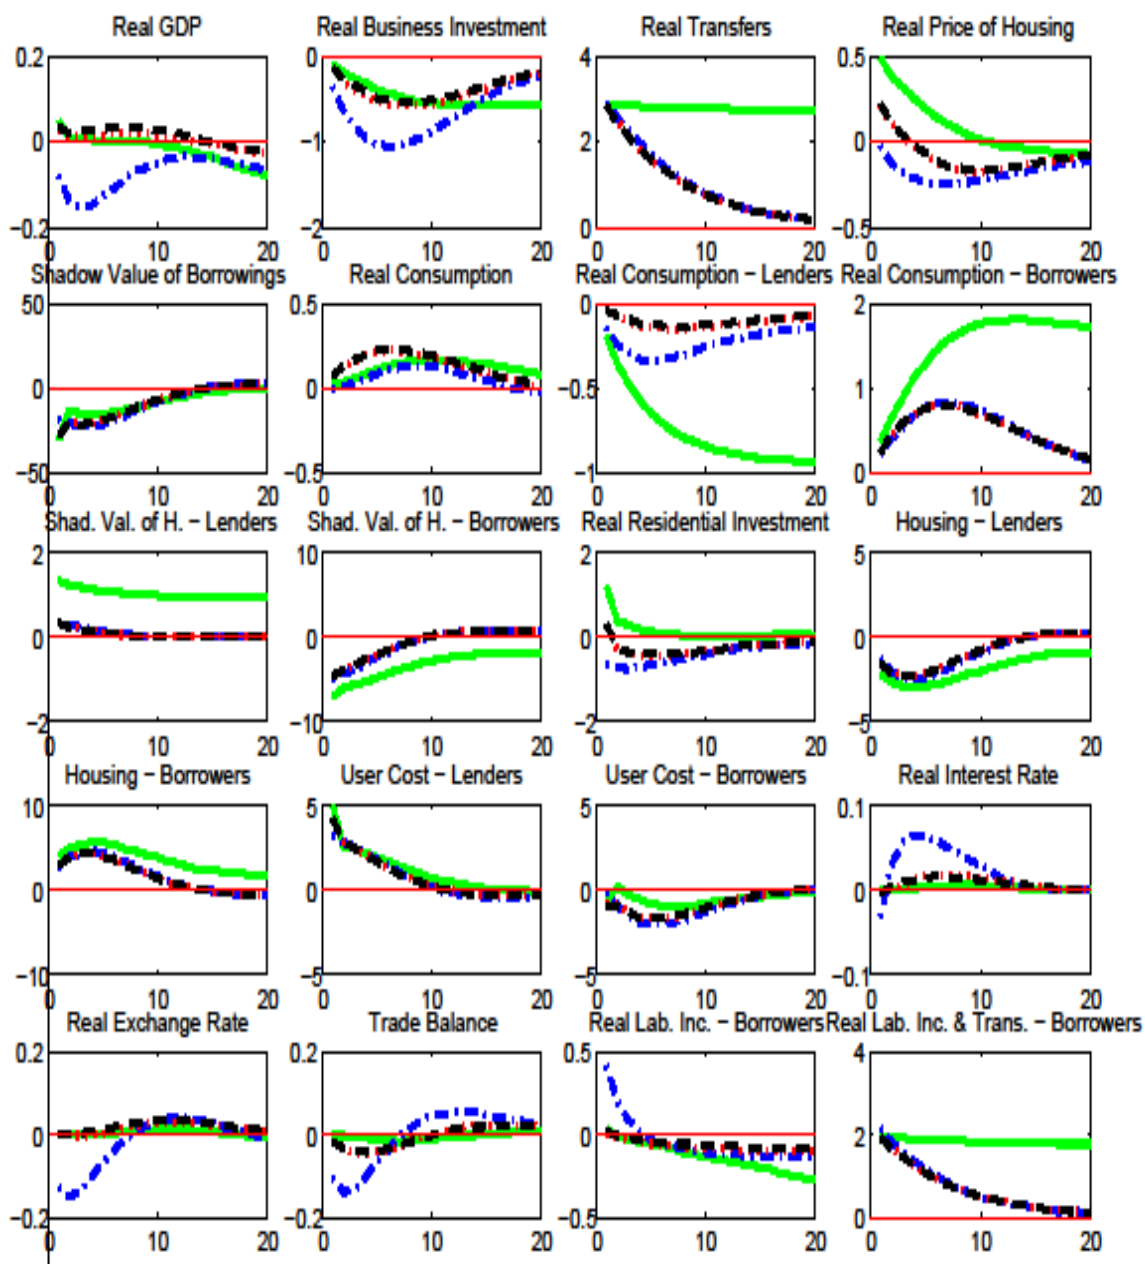 Real GDP Real Business Investment Real Transfers Real Price of Housing
0.2 0 4 0.5
0 −1 2 0
−0.2 −2 0 −0.5
0 10 20 0 10 20 0 10 20 0 10 20
Shadow Value of Borrowings Real Consumption Real Consumption − Lenders Real Consumption − Borrowers
50 0.5 0 2
0 0 −0.5 1
−50 −0.5 −1 0
0 10 20 0 10 20 0 10 20 0 10 20
Shad. Val. of H. − Lenders Shad. Val. of H. − Borrowers Real Residential Investment Housing − Lenders
2 10 2 5
0 0 0 0
−2 −10 −2 −5
0 10 20 0 10 20 0 10 20 0 10 20
Housing − Borrowers User Cost − Lenders User Cost − Borrowers Real Interest Rate
10 5 5 0.1
0 0 0 0
−10 −5 −5 −0.1
0 10 20 0 10 20 0 10 20 0 10 20
Real Exchange Rate Trade Balance Real Lab. Inc. − Borrowers Real Lab. Inc. & Trans. − Borrowers
0.2 0.2 0.5 4
0 0 0 2
−0.2 −0.2 −0.5 0
0 10 20 0 10 20 0 10 20 0 10 20